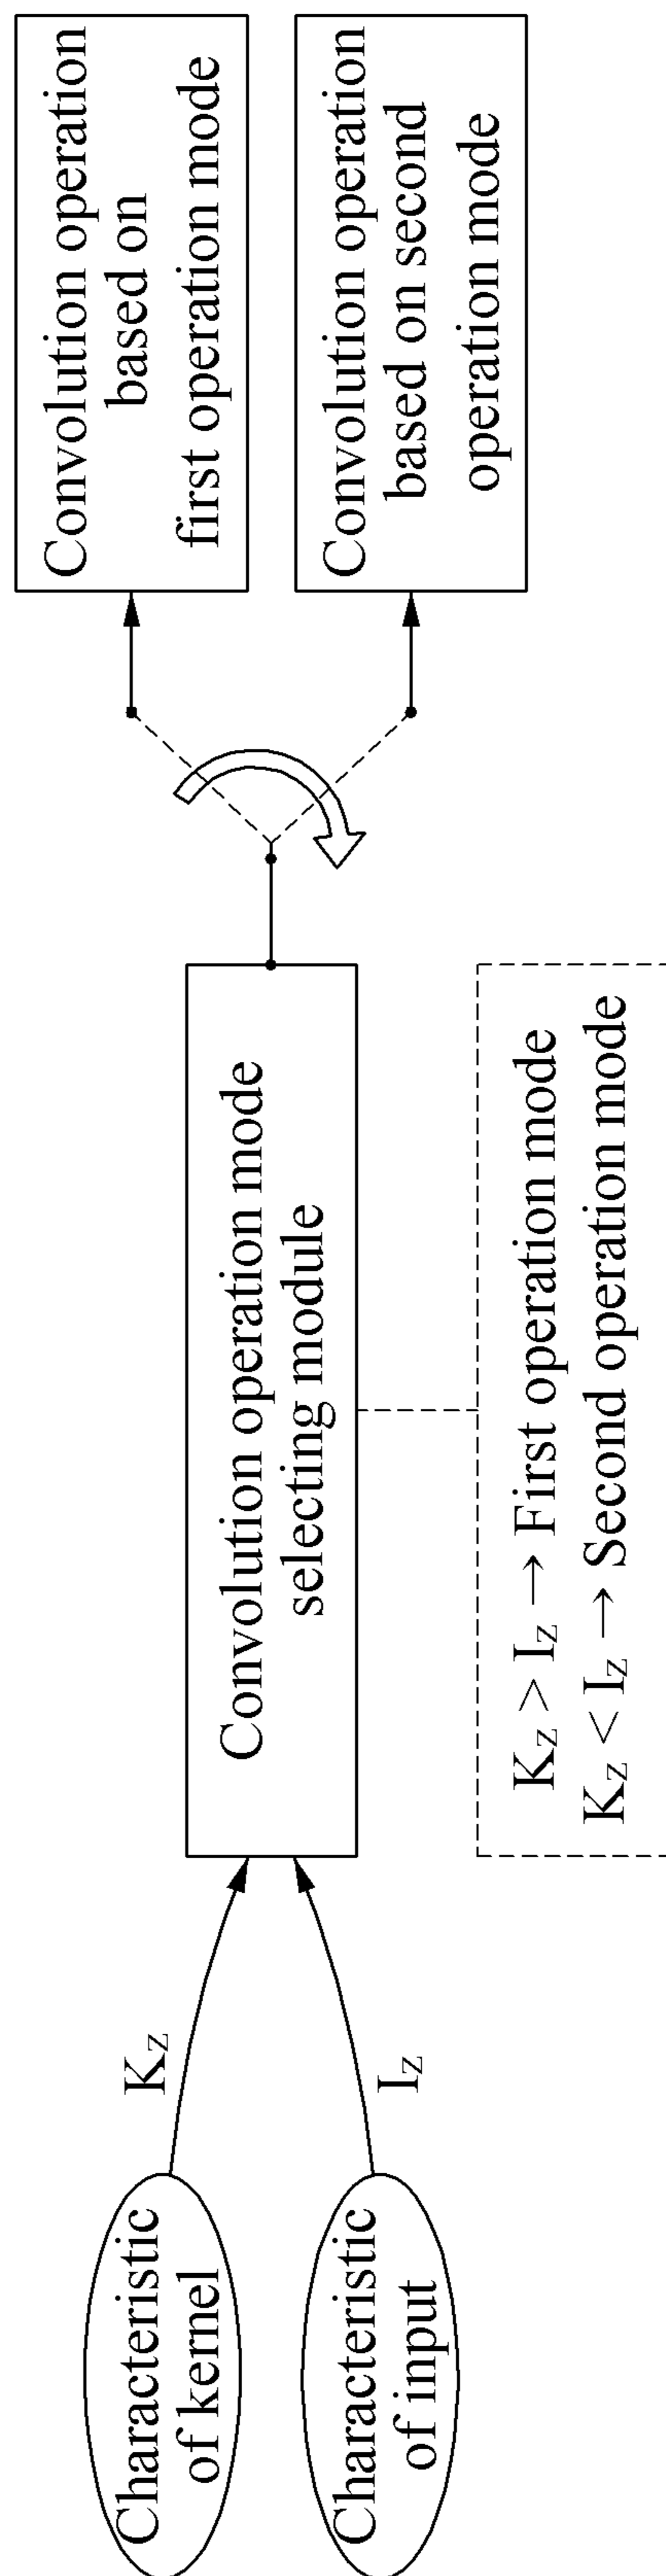 Characteristic
of kernel
Characteristic
of input
K_Z
I_Z
Convolution operation mode
selecting module
K_Z > I_Z → First operation mode
K_Z < I_Z → Second operation mode
Convolution operation
based on
first operation mode
Convolution operation
based on second
operation mode